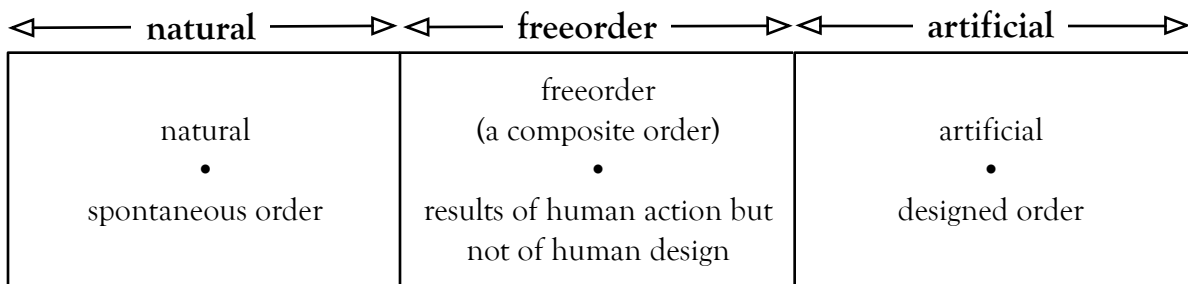 natural freeorder artificial
natural
•
spontaneous order
freeorder
(a composite order)
•
results of human action but
not of human design
artificial
•
designed order